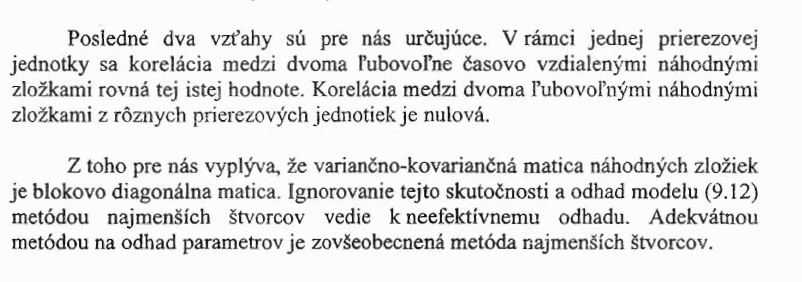 Posledné dva vzťahy sú pre nás určujúce. V rámci jednej prierezovej
jednotky sa korelácia medzi dvoma ľubovoľne časovo vzdialenými náhodnými
zložkami rovná tej istej hodnote. Korelácia medzi dvoma ľubovoľnými náhodnými
zložkami z rôznych prierezových jednotiek je nulová.
Z toho pre nás vyplýva, že variančno-kovariančná matica náhodných zložiek
je blokovo diagonálna matica. Ignorovanie tejto skutočnosti a odhad modelu (9.12)
metódou najmenších štvorcov vedie k neefektívnemu odhadu. Adekvátnou
metódou na odhad parametrov je zovšeobecnená metóda najmenších štvorcov.